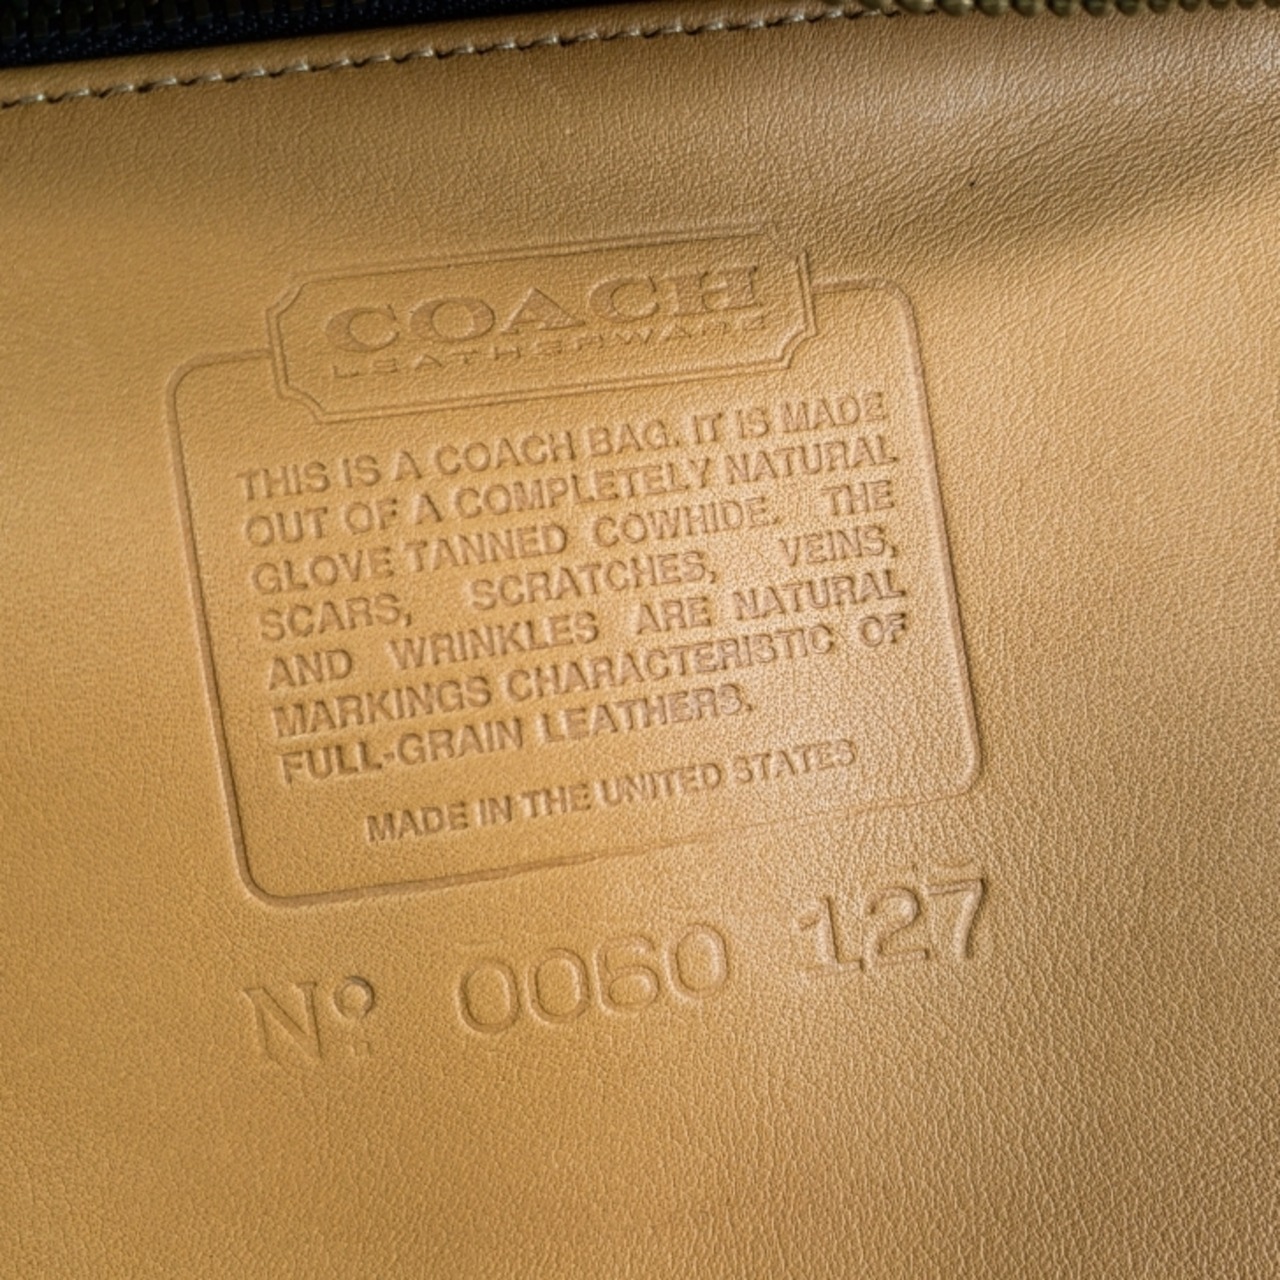 COACH
LEATHERWARE
THIS IS A COACH BAG. IT IS MADE
OUT OF A COMPLETELY NATURAL
GLOVE TANNED COWHIDE. THE
SCARS, SCRATCHES, VEINS,
AND WRINKLES ARE NATURAL
MARKINGS CHARACTERISTIC OF
FULL-GRAIN LEATHERS.
MADE IN THE UNITED STATES
Nº 0060 127